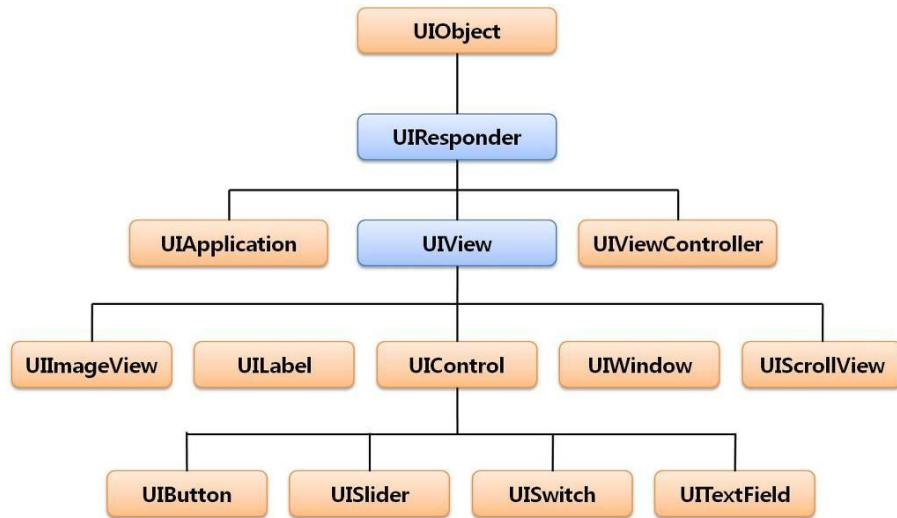 UIObject
UIResponder
UIApplication
UIView
UIViewController
UIImageView
UILabel
UIControl
UIWindow
UIScrollView
UIButton
UISlider
UISwitch
UITextField